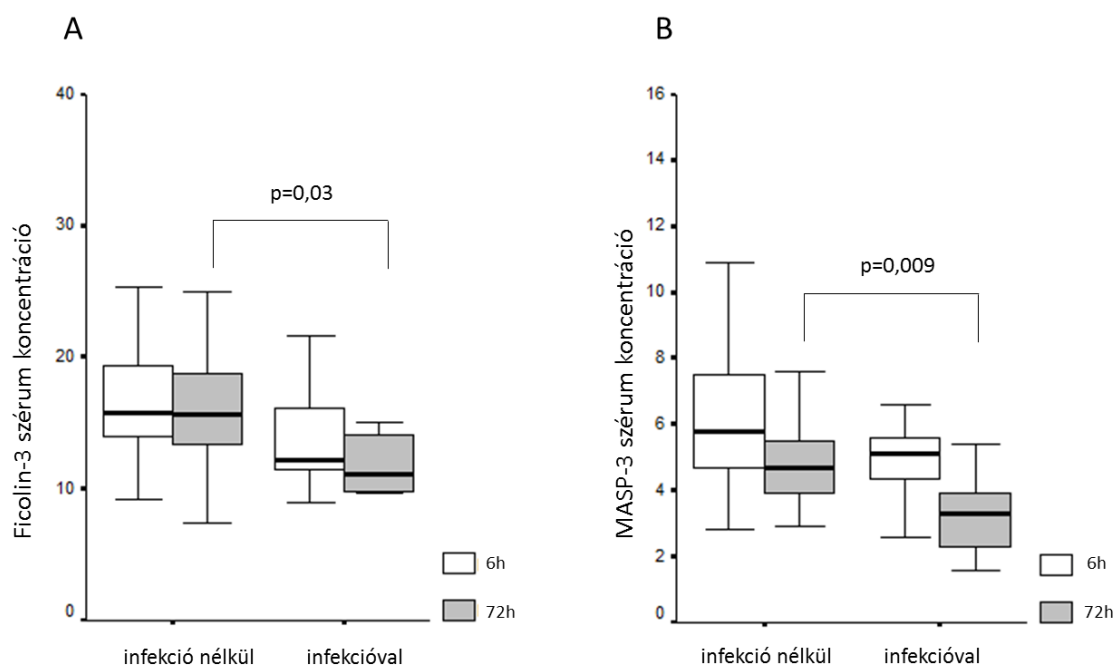 A
Ficolin-3 szérum koncentráció
40
30
20
10
0
p=0,03
infekció nélkül
infekcióval
6h
72h
B
MASP-3 szérum koncentráció
16
14
12
10
8
6
4
2
0
p=0,009
infekció nélkül
infekcióval
6h
72h